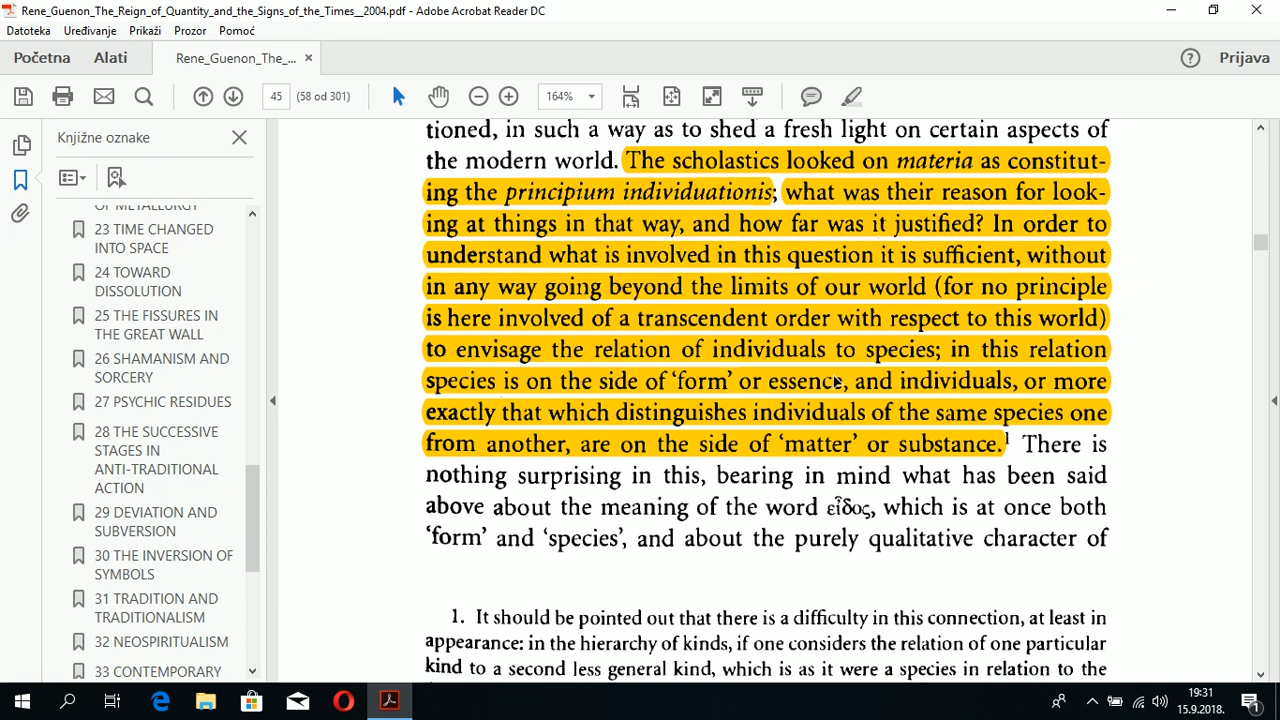 Rene_Guenon_The_Reign_of_Quantity_and_the_Signs_of_the_Times__2004.pdf - Adobe Acrobat Reader DC
Datoteka Uređivanje Prikaži Prozor Pomoć
Početna Alati Rene_Guenon_The_... × Prijava
45 (58 od 301) 164%
Knjižne oznake
OF METALLURGY
23 TIME CHANGED
INTO SPACE
24 TOWARD
DISSOLUTION
25 THE FISSURES IN
THE GREAT WALL
26 SHAMANISM AND
SORCERY
27 PSYCHIC RESIDUES
28 THE SUCCESSIVE
STAGES IN
ANTI-TRADITIONAL
ACTION
29 DEVIATION AND
SUBVERSION
30 THE INVERSION OF
SYMBOLS
31 TRADITION AND
TRADITIONALISM
32 NEOSPIRITUALISM
33 CONTEMPORARY
tioned, in such a way as to shed a fresh light on certain aspects of
the modern world. The scholastics looked on materia as constitut-
ing the principium individuationis; what was their reason for look-
ing at things in that way, and how far was it justified? In order to
understand what is involved in this question it is sufficient, without
in any way going beyond the limits of our world (for no principle
is here involved of a transcendent order with respect to this world)
to envisage the relation of individuals to species; in this relation
species is on the side of ‘form’ or essence, and individuals, or more
exactly that which distinguishes individuals of the same species one
from another, are on the side of ‘matter’ or substance.1 There is
nothing surprising in this, bearing in mind what has been said
above about the meaning of the word εἶδος, which is at once both
‘form’ and ‘species’, and about the purely qualitative character of
1. It should be pointed out that there is a difficulty in this connection, at least in
appearance: in the hierarchy of kinds, if one considers the relation of one particular
kind to a second less general kind, which is as it were a species in relation to the
19:31
15.9.2018.
1